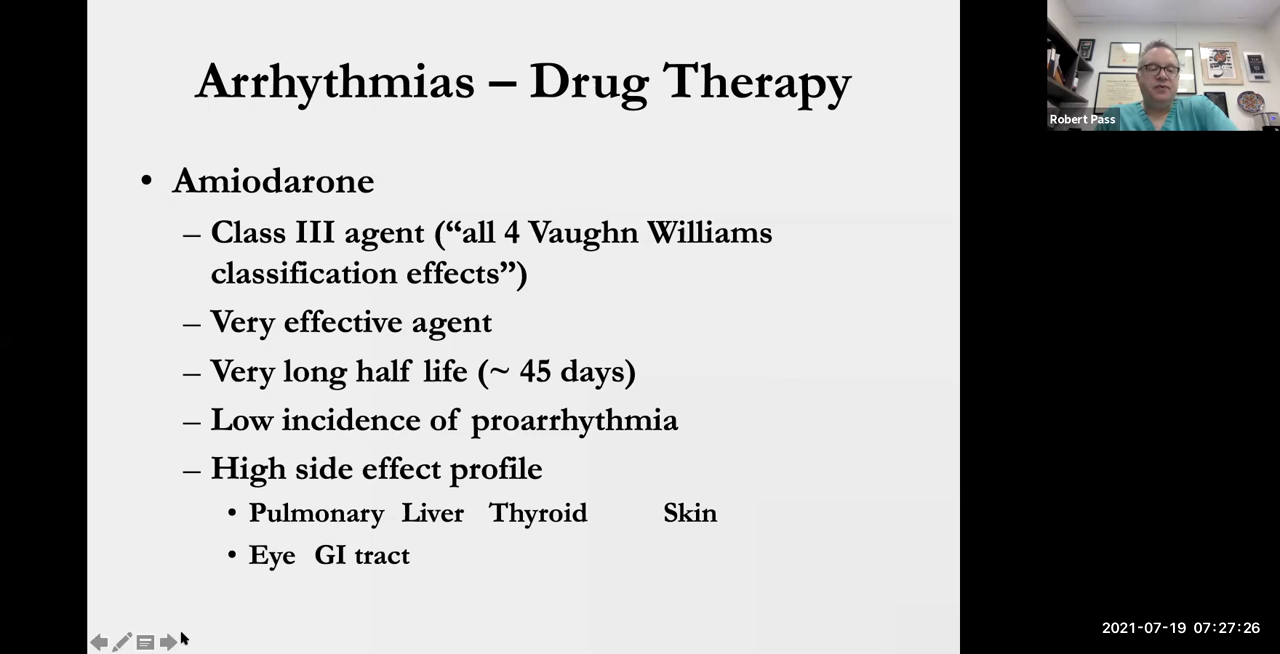 Arrhythmias – Drug Therapy
• Amiodarone
– Class III agent (“all 4 Vaughn Williams
classification effects”)
– Very effective agent
– Very long half life (~ 45 days)
– Low incidence of proarrhythmia
– High side effect profile
• Pulmonary Liver Thyroid Skin
• Eye GI tract
Robert Pass
2021-07-19 07:27:26